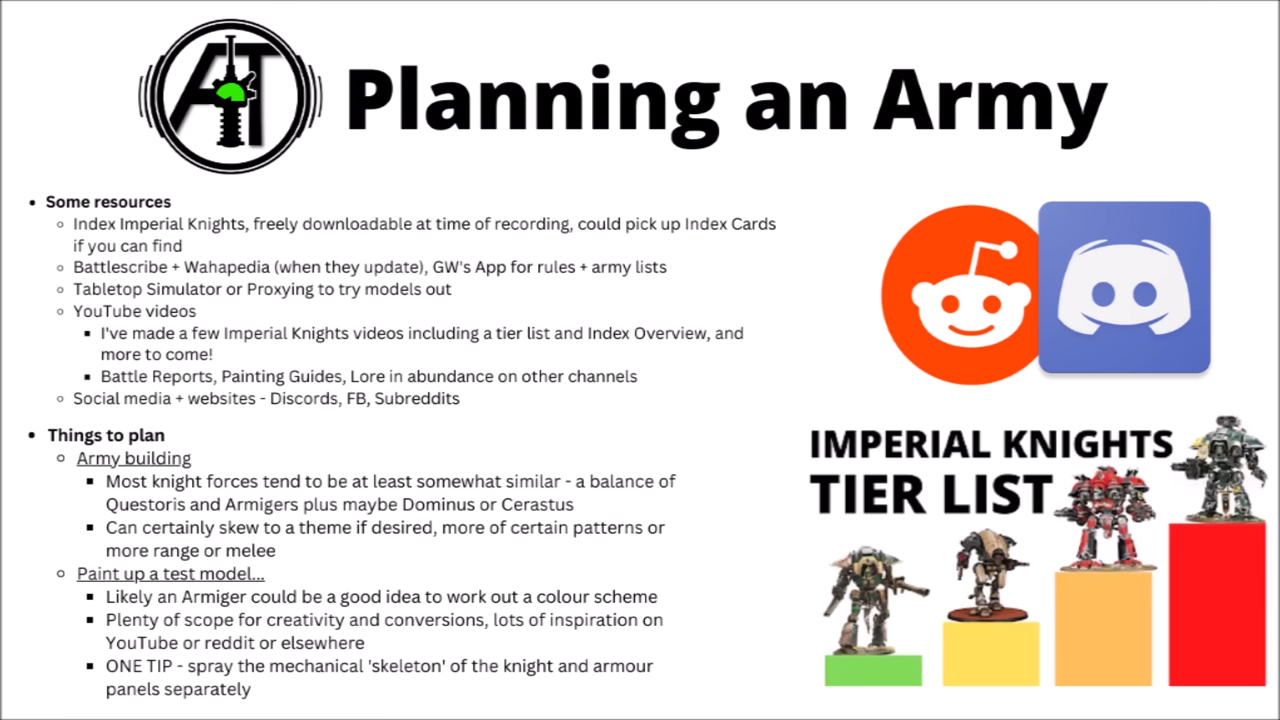 AT
Planning an Army
• Some resources
○ Index Imperial Knights, freely downloadable at time of recording, could pick up Index Cards
if you can find
○ Battlescribe + Wahapedia (when they update), GW's App for rules + army lists
○ Tabletop Simulator or Proxying to try models out
○ YouTube videos
▪ I've made a few Imperial Knights videos including a tier list and Index Overview, and
more to come!
▪ Battle Reports, Painting Guides, Lore in abundance on other channels
○ Social media + websites - Discords, FB, Subreddits
• Things to plan
○ Army building
▪ Most knight forces tend to be at least somewhat similar - a balance of
Questoris and Armigers plus maybe Dominus or Cerastus
▪ Can certainly skew to a theme if desired, more of certain patterns or
more range or melee
○ Paint up a test model...
▪ Likely an Armiger could be a good idea to work out a colour scheme
▪ Plenty of scope for creativity and conversions, lots of inspiration on
YouTube or reddit or elsewhere
▪ ONE TIP - spray the mechanical 'skeleton' of the knight and armour
panels separately
IMPERIAL KNIGHTS
TIER LIST